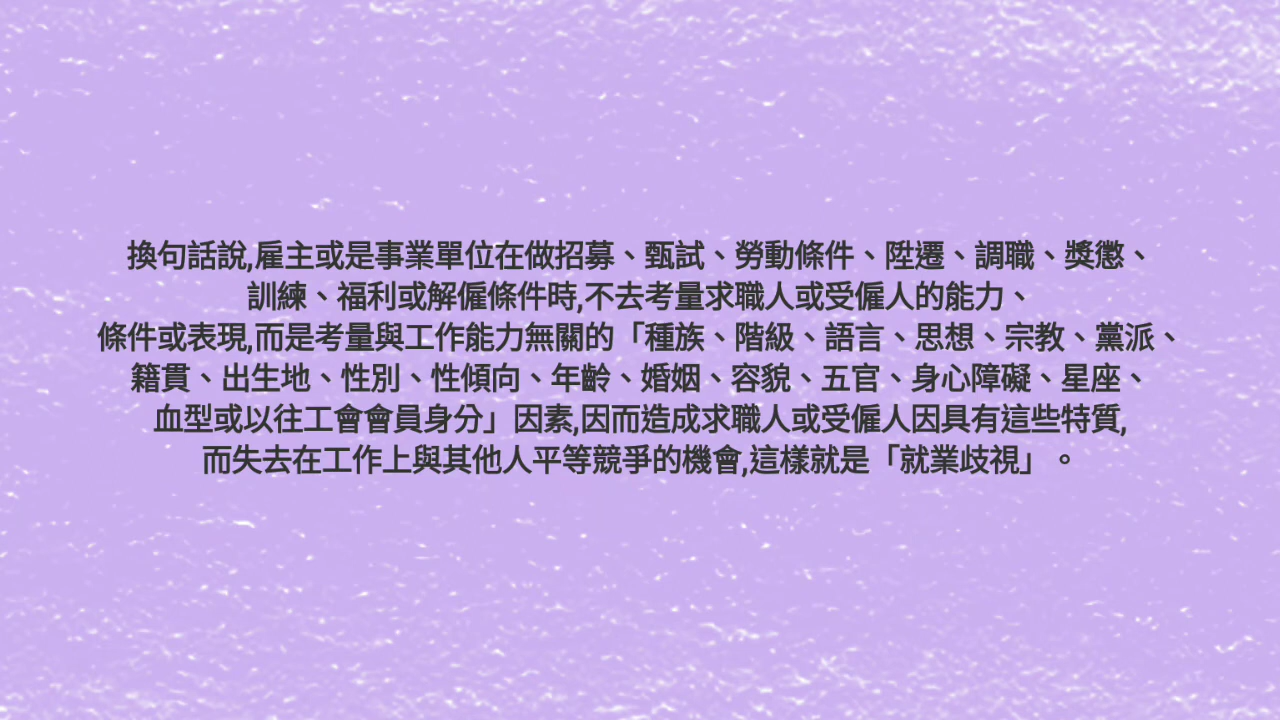 換句話說,雇主或是事業單位在做招募、甄試、勞動條件、陞遷、調職、獎懲、
訓練、福利或解僱條件時,不去考量求職人或受僱人的能力、
條件或表現,而是考量與工作能力無關的「種族、階級、語言、思想、宗教、黨派、
籍貫、出生地、性別、性傾向、年齡、婚姻、容貌、五官、身心障礙、星座、
血型或以往工會會員身分」因素,因而造成求職人或受僱人因具有這些特質,
而失去在工作上與其他人平等競爭的機會,這樣就是「就業歧視」。